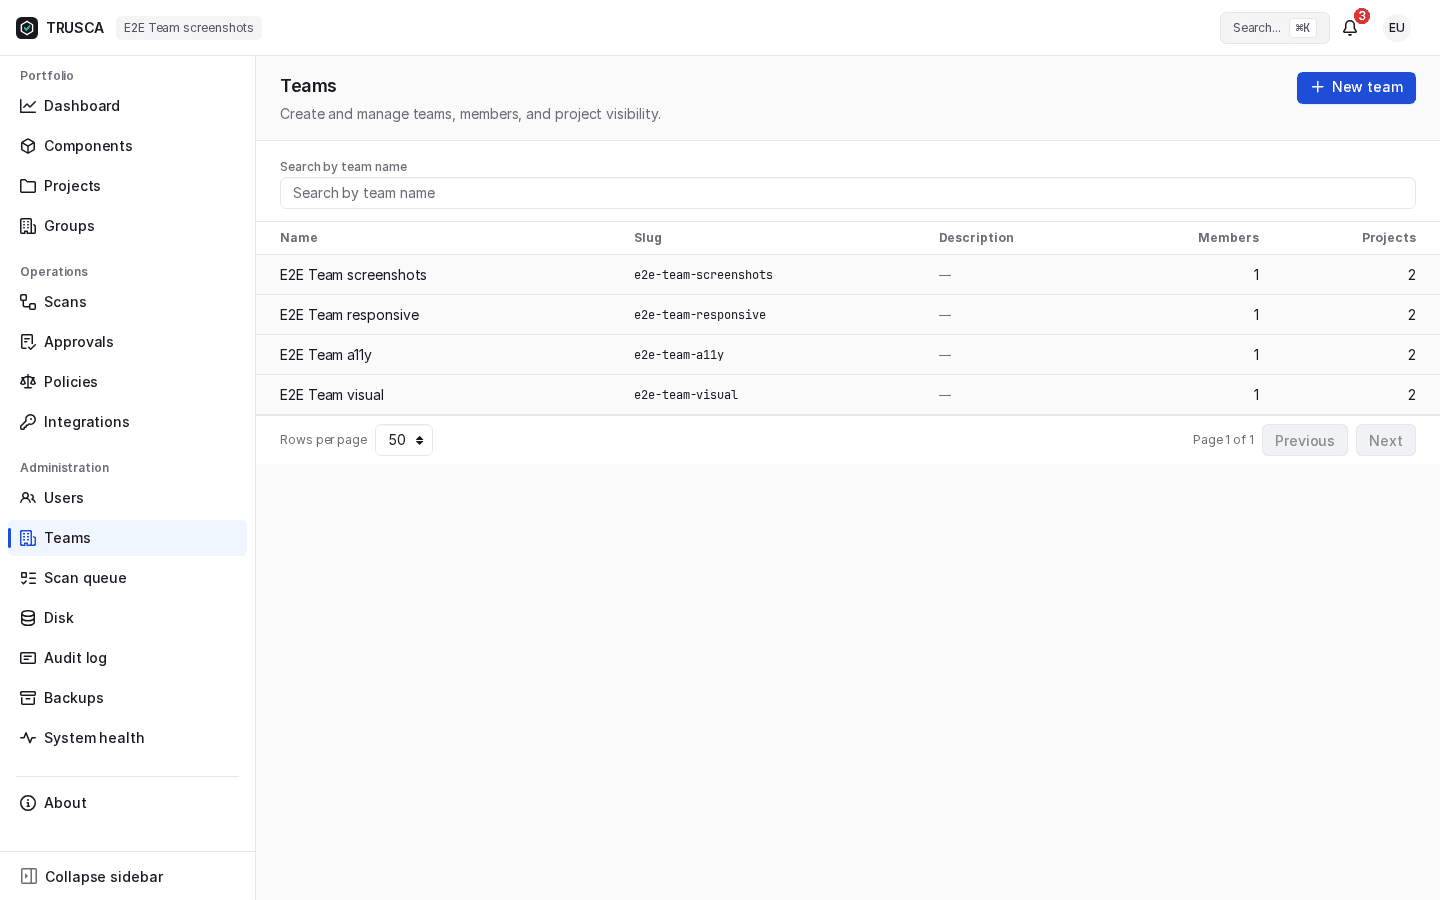 TRUSCA
E2E Team screenshots
Search... ⌘K
3
EU
Portfolio
Dashboard
Components
Projects
Groups
Operations
Scans
Approvals
Policies
Integrations
Administration
Users
Teams
Scan queue
Disk
Audit log
Backups
System health
About
Collapse sidebar
Teams
New team
Create and manage teams, members, and project visibility.
Search by team name
Search by team name
Name Slug Description Members Projects
E2E Team screenshots e2e-team-screenshots — 1 2
E2E Team responsive e2e-team-responsive — 1 2
E2E Team a11y e2e-team-a11y — 1 2
E2E Team visual e2e-team-visual — 1 2
Rows per page 50 Page 1 of 1 Previous Next